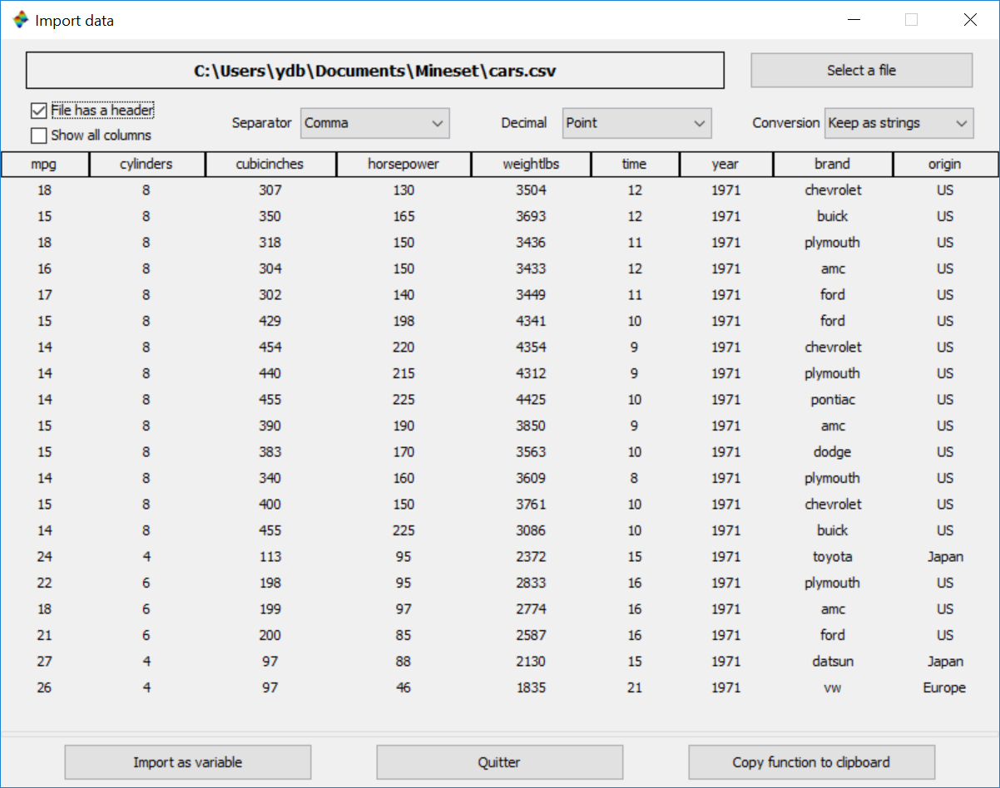 Import data
C:\Users\ydb\Documents\Mineset\cars.csv Select a file
File has a header
Show all columns
Separator Comma Decimal Point Conversion Keep as strings
mpg cylinders cubicinches horsepower weightlbs time year brand origin
18 8 307 130 3504 12 1971 chevrolet US
15 8 350 165 3693 12 1971 buick US
18 8 318 150 3436 11 1971 plymouth US
16 8 304 150 3433 12 1971 amc US
17 8 302 140 3449 11 1971 ford US
15 8 429 198 4341 10 1971 ford US
14 8 454 220 4354 9 1971 chevrolet US
14 8 440 215 4312 9 1971 plymouth US
14 8 455 225 4425 10 1971 pontiac US
15 8 390 190 3850 9 1971 amc US
15 8 383 170 3563 10 1971 dodge US
14 8 340 160 3609 8 1971 plymouth US
15 8 400 150 3761 10 1971 chevrolet US
14 8 455 225 3086 10 1971 buick US
24 4 113 95 2372 15 1971 toyota Japan
22 6 198 95 2833 16 1971 plymouth US
18 6 199 97 2774 16 1971 amc US
21 6 200 85 2587 16 1971 ford US
27 4 97 88 2130 15 1971 datsun Japan
26 4 97 46 1835 21 1971 vw Europe
Import as variable Quitter Copy function to clipboard